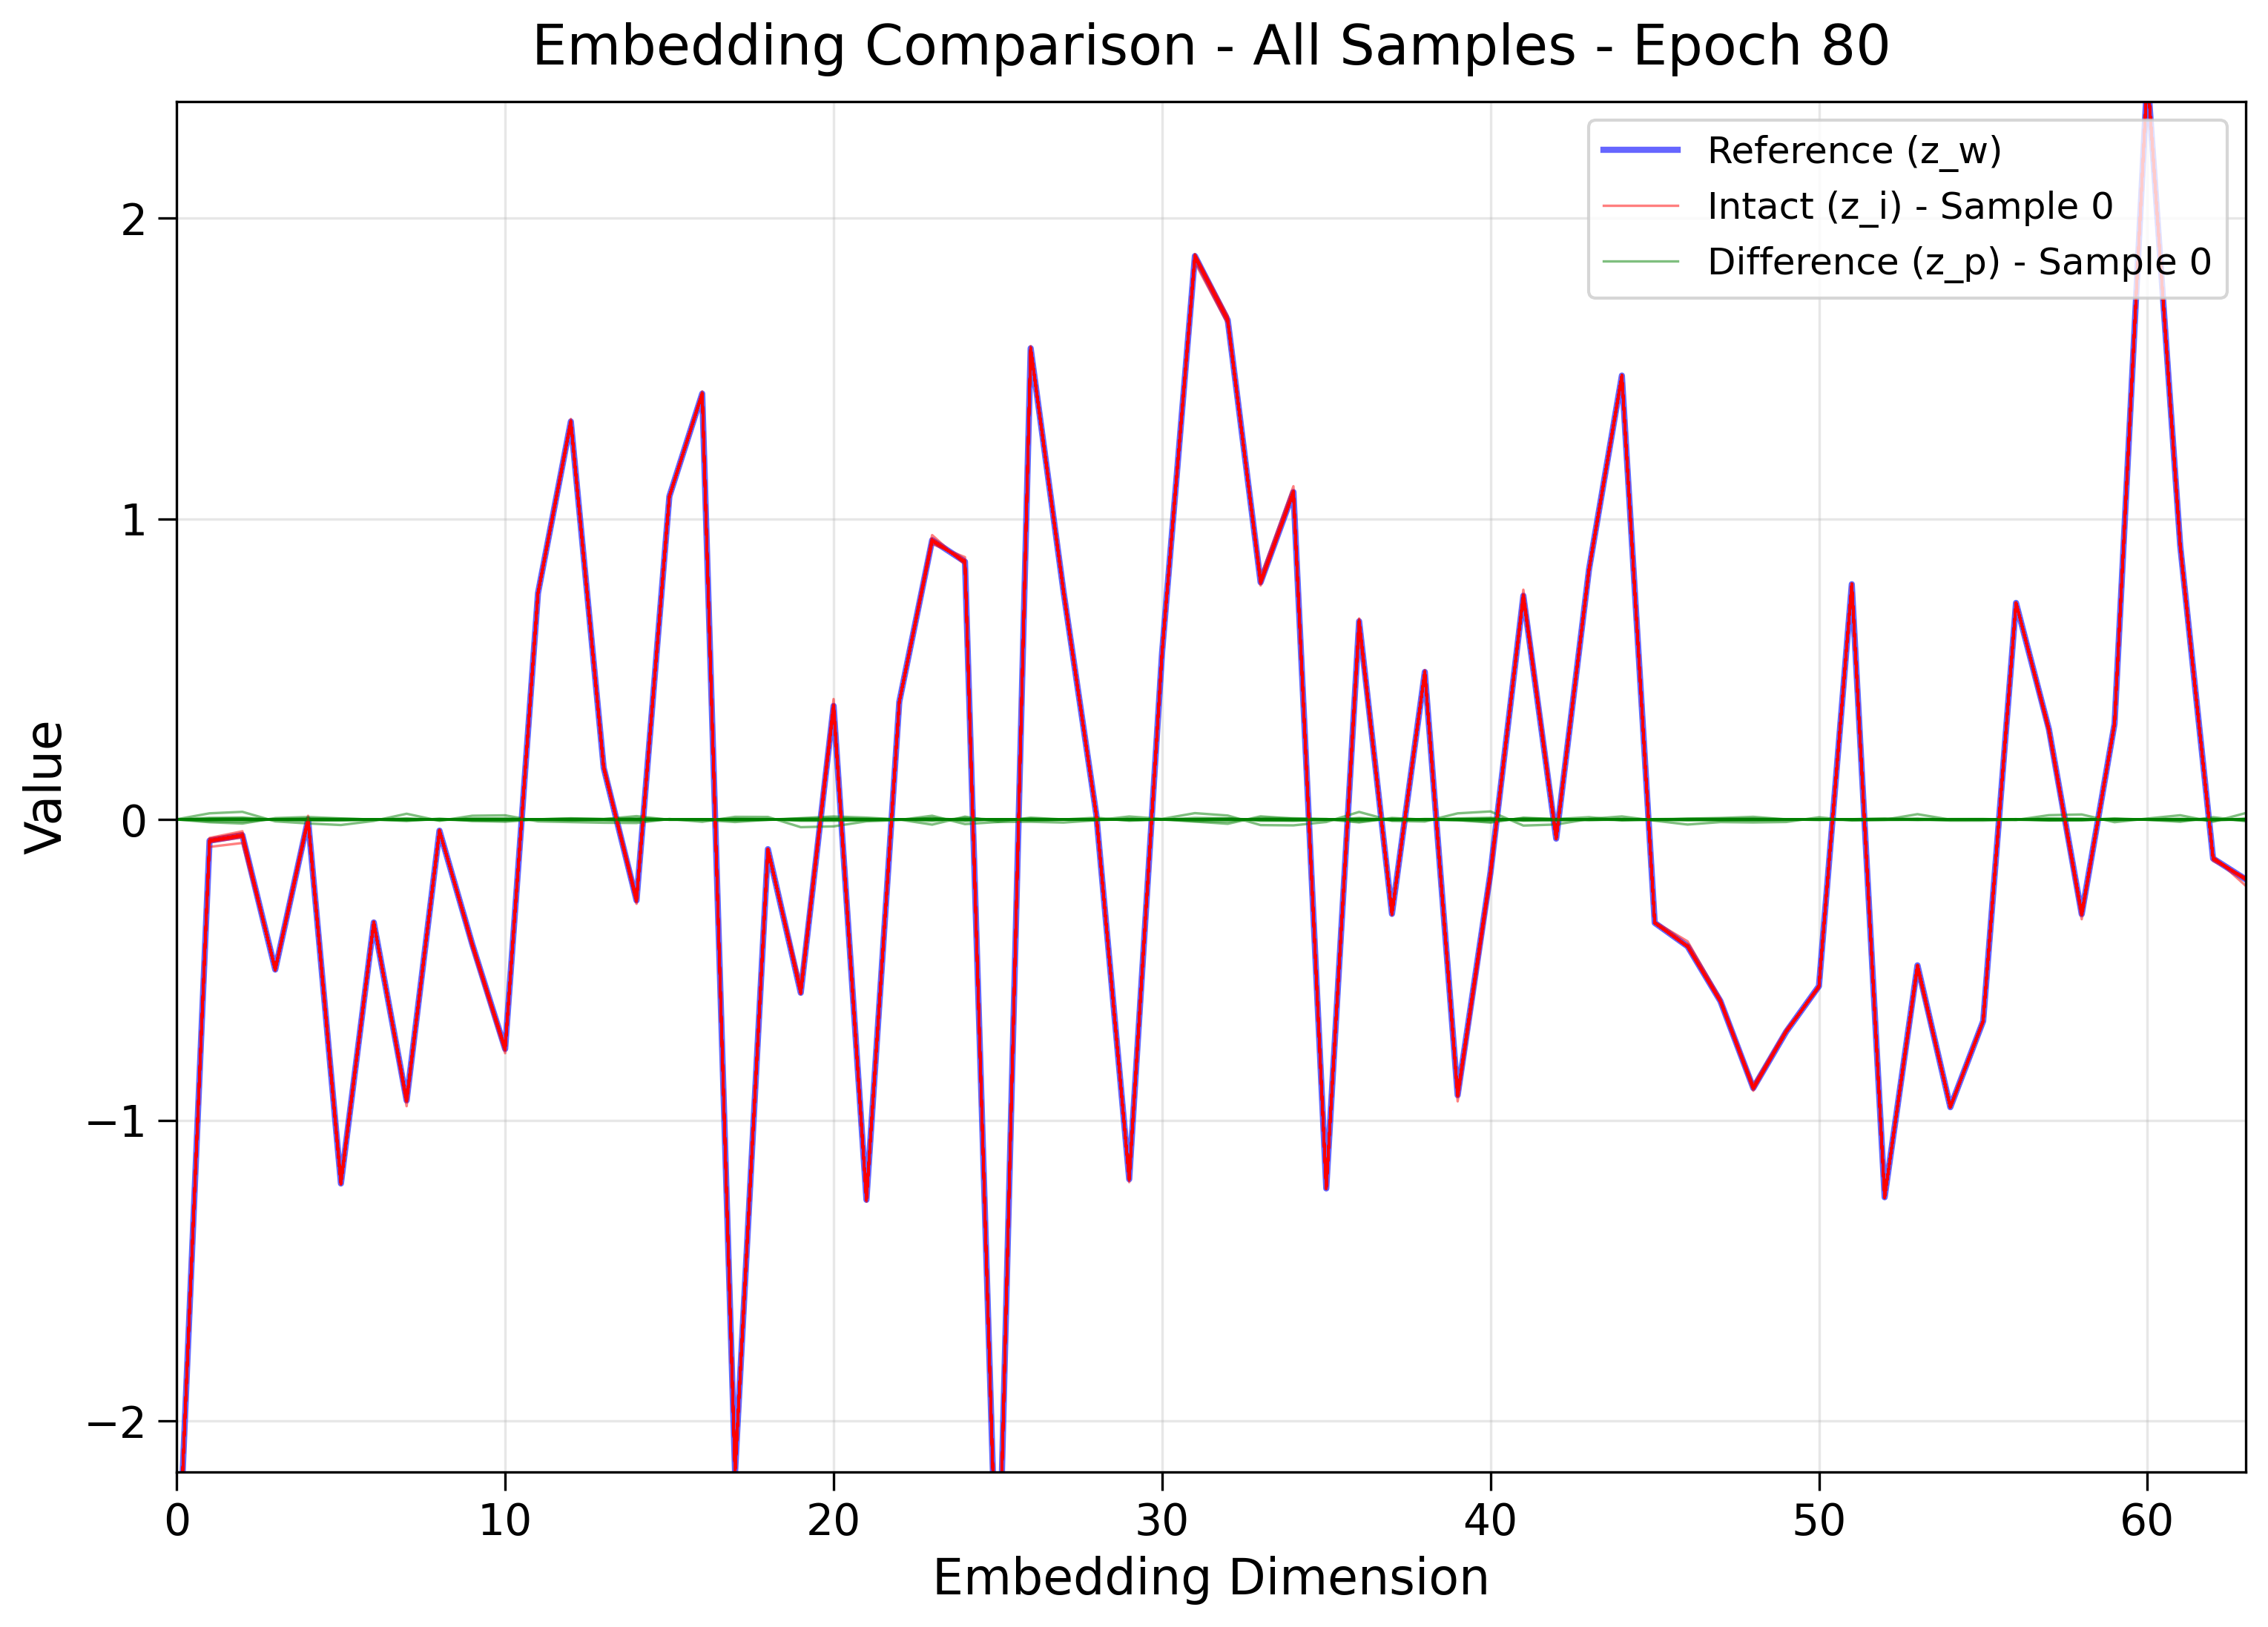 Embedding Comparison - All Samples - Epoch 80
Reference (z_w)
Intact (z_i) - Sample 0
Difference (z_p) - Sample 0
Value
2
1
0
−1
−2
0 10 20 30 40 50 60
Embedding Dimension